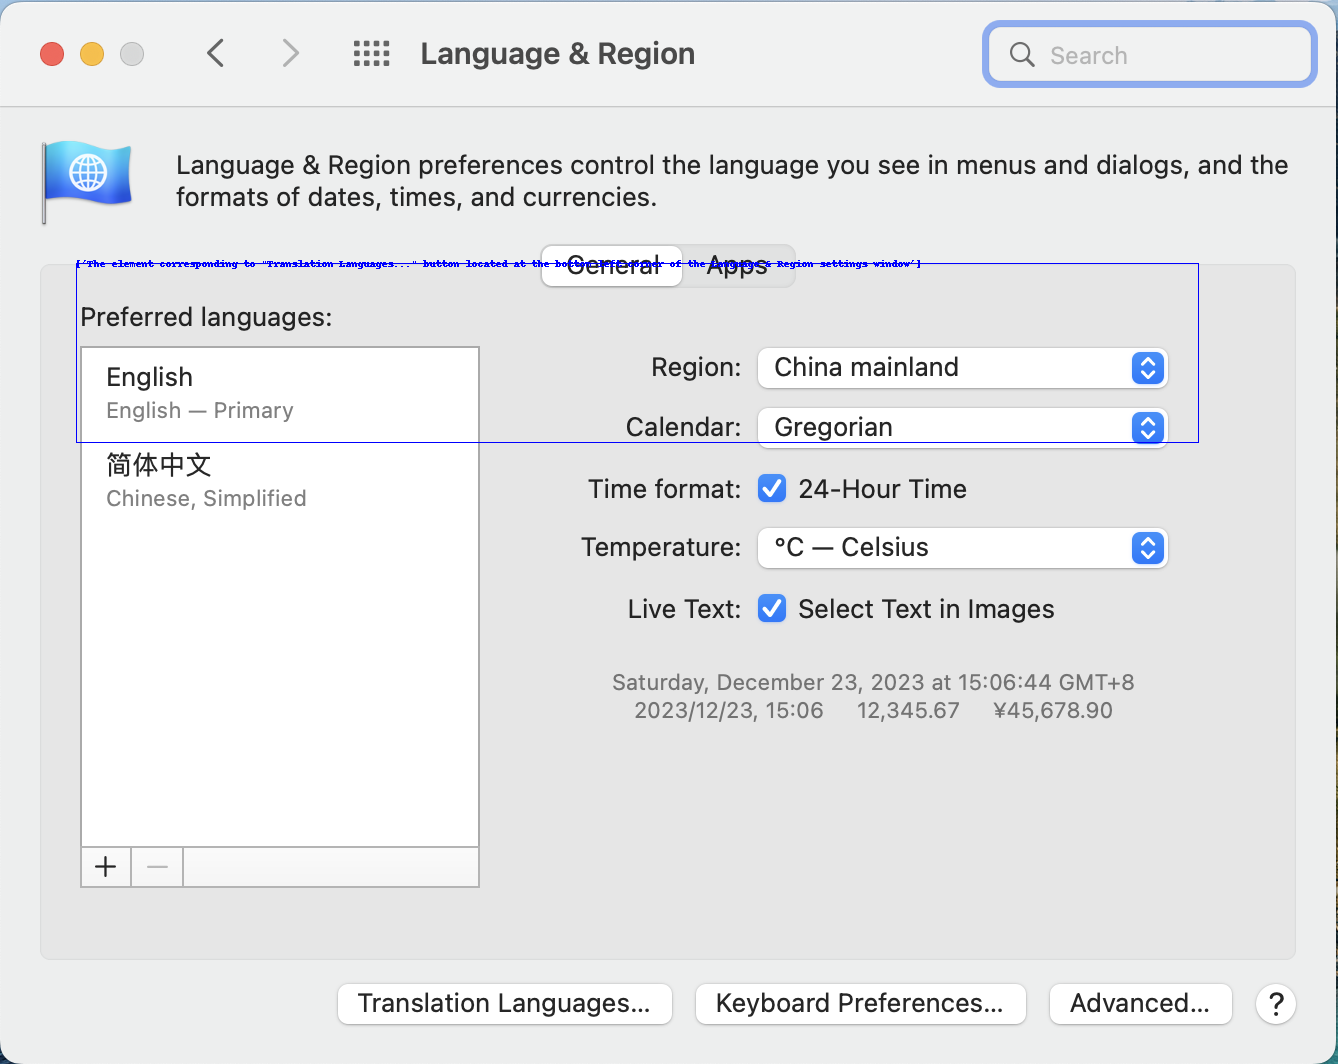 Language & Region
Search
Language & Region preferences control the language you see in menus and dialogs, and the
formats of dates, times, and currencies.
['The element corresponding to "Translation Languages..." button located at the bottom left corner of the Language & Region settings window']
General
Apps
Preferred languages:
English
English — Primary
简体中文
Chinese, Simplified
Region: China mainland
Calendar: Gregorian
Time format: 24-Hour Time
Temperature: °C — Celsius
Live Text: Select Text in Images
Saturday, December 23, 2023 at 15:06:44 GMT+8
2023/12/23, 15:06 12,345.67 ¥45,678.90
Translation Languages... Keyboard Preferences... Advanced... ?